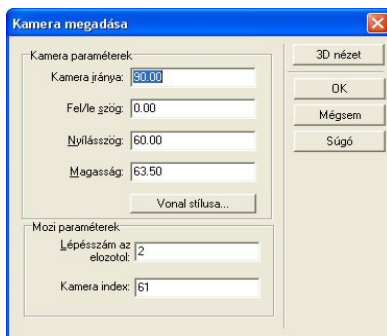 Kamera megadása
Kamera paraméterek
Kamera iránya: 90.00
Fel/le szög: 0.00
Nyílásszög: 60.00
Magasság: 63.50
Vonal stílusa...
Mozi paraméterek
Lépésszám az
elozotol: 2
Kamera index: 61
3D nézet
OK
Mégsem
Súgó